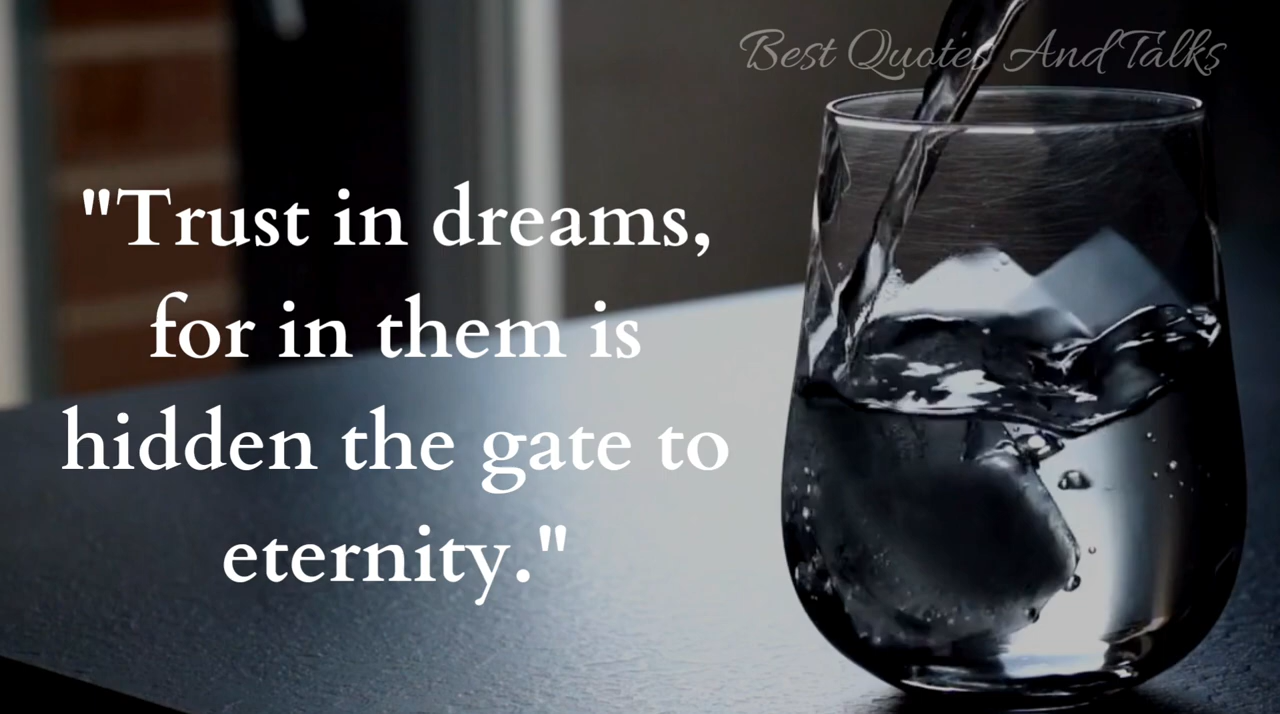 Best Quotes And Talks
"Trust in dreams,
for in them is
hidden the gate to
eternity."